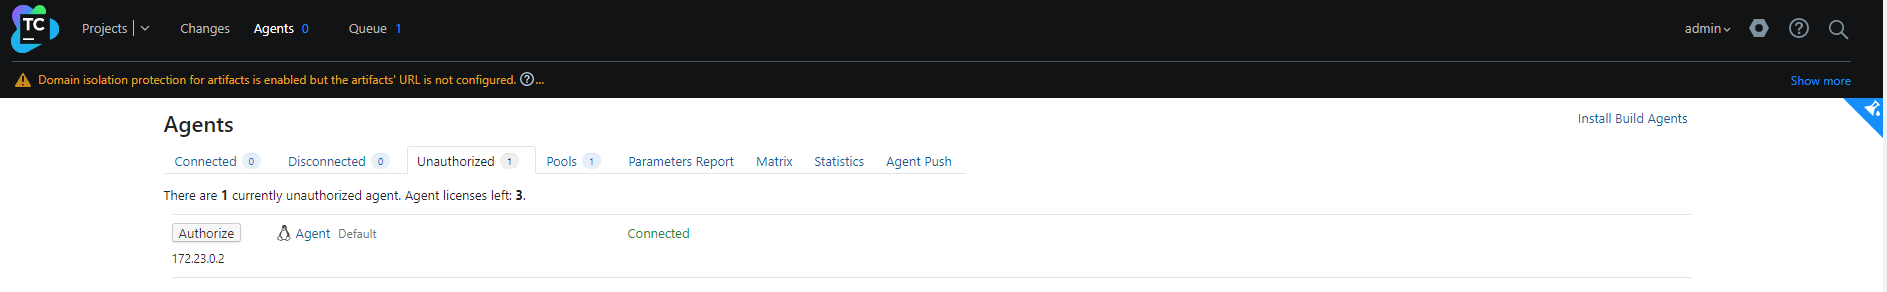 TC
Projects Changes Agents 0 Queue 1 admin
Domain isolation protection for artifacts is enabled but the artifacts' URL is not configured. ?... Show more
Agents
Install Build Agents
Connected 0 Disconnected 0 Unauthorized 1 Pools 1 Parameters Report Matrix Statistics Agent Push
There are 1 currently unauthorized agent. Agent licenses left: 3.
Authorize Agent Default Connected
172.23.0.2